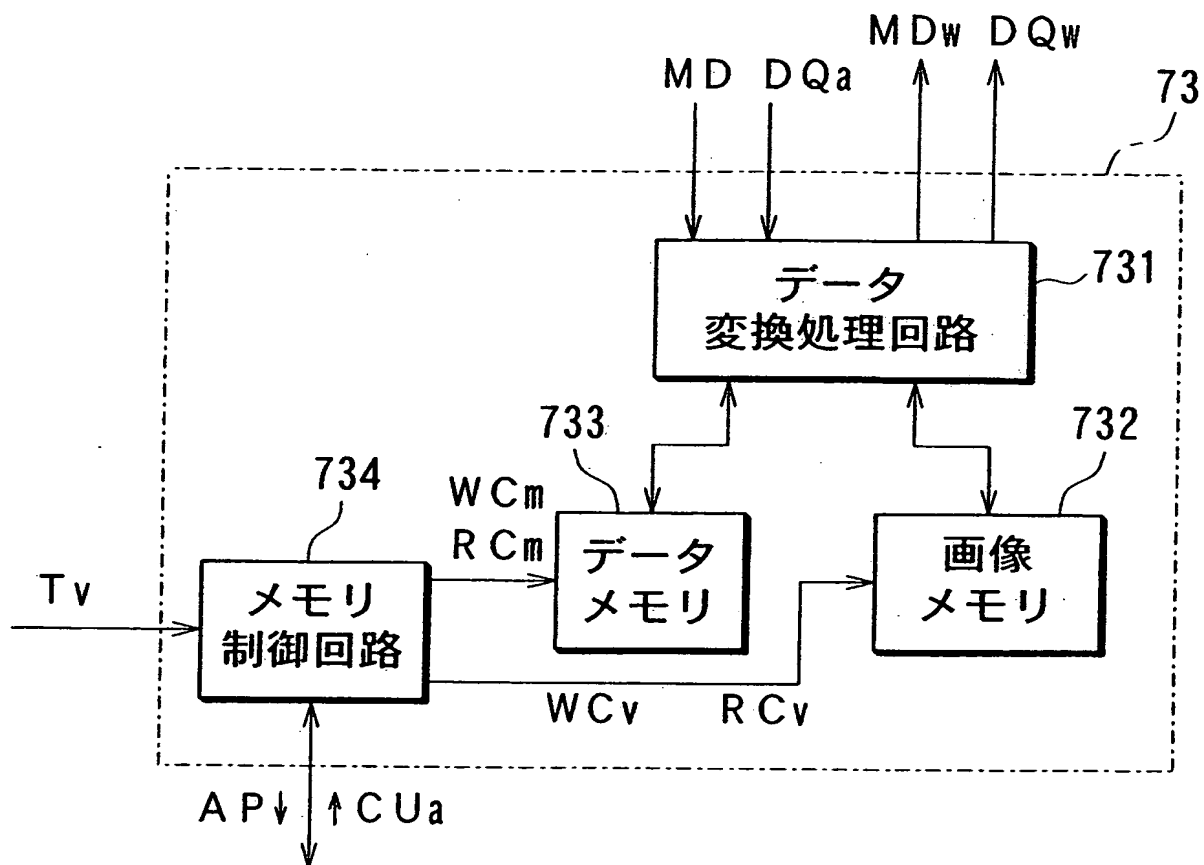 MDw DQw
MD DQa
73
データ
変換処理回路
731
733
732
734
WCm
RCm
データ
メモリ
画像
メモリ
Tv
メモリ
制御回路
WCv RCv
AP↓ ↑CUa